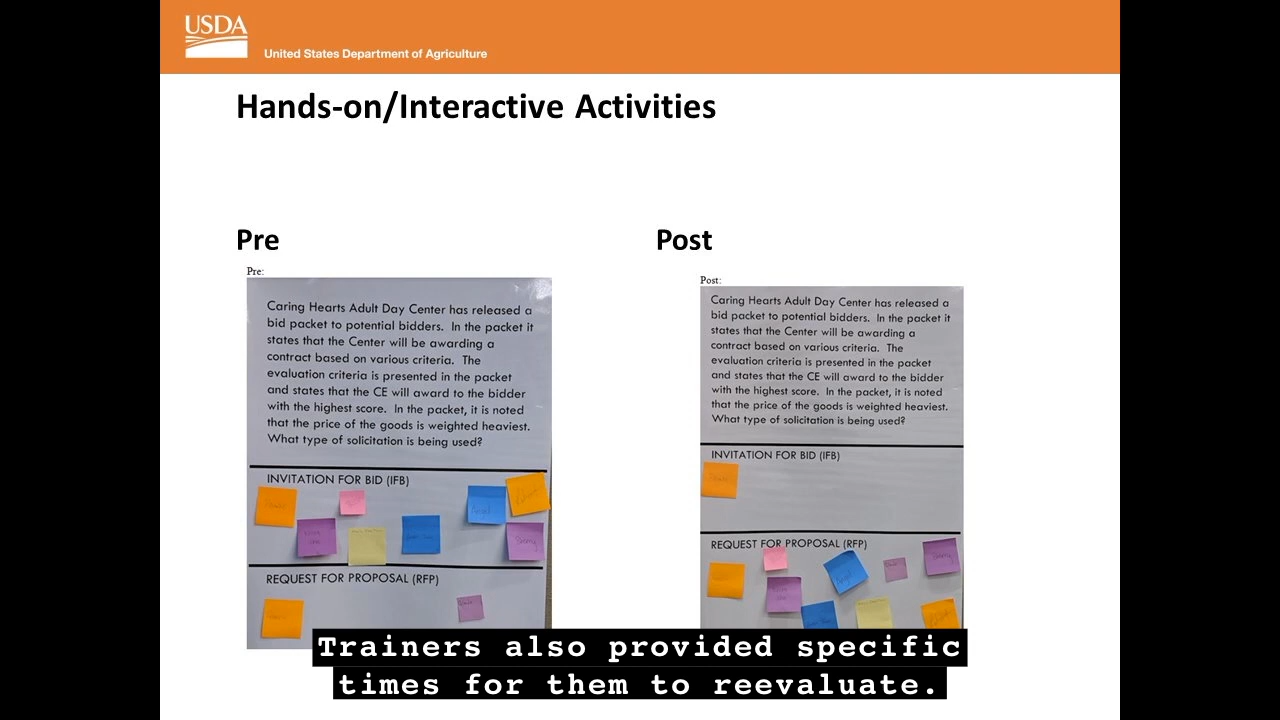 USDA
United States Department of Agriculture
Hands-on/Interactive Activities
Pre
Pre:
Caring Hearts Adult Day Center has released a
bid packet to potential bidders. In the packet it
states that the Center will be awarding a
contract based on various criteria. The
evaluation criteria is presented in the packet
and states that the CE will award to the bidder
with the highest score. In the packet, it is noted
that the price of the goods is weighted heaviest.
What type of solicitation is being used?
INVITATION FOR BID (IFB)
Angel
Sherry
REQUEST FOR PROPOSAL (RFP)
Post
Post:
Caring Hearts Adult Day Center has released a
bid packet to potential bidders. In the packet it
states that the Center will be awarding a
contract based on various criteria. The
evaluation criteria is presented in the packet
and states that the CE will award to the bidder
with the highest score. In the packet, it is noted
that the price of the goods is weighted heaviest.
What type of solicitation is being used?
INVITATION FOR BID (IFB)
REQUEST FOR PROPOSAL (RFP)
Angel
Sherry
Trainers also provided specific
times for them to reevaluate.